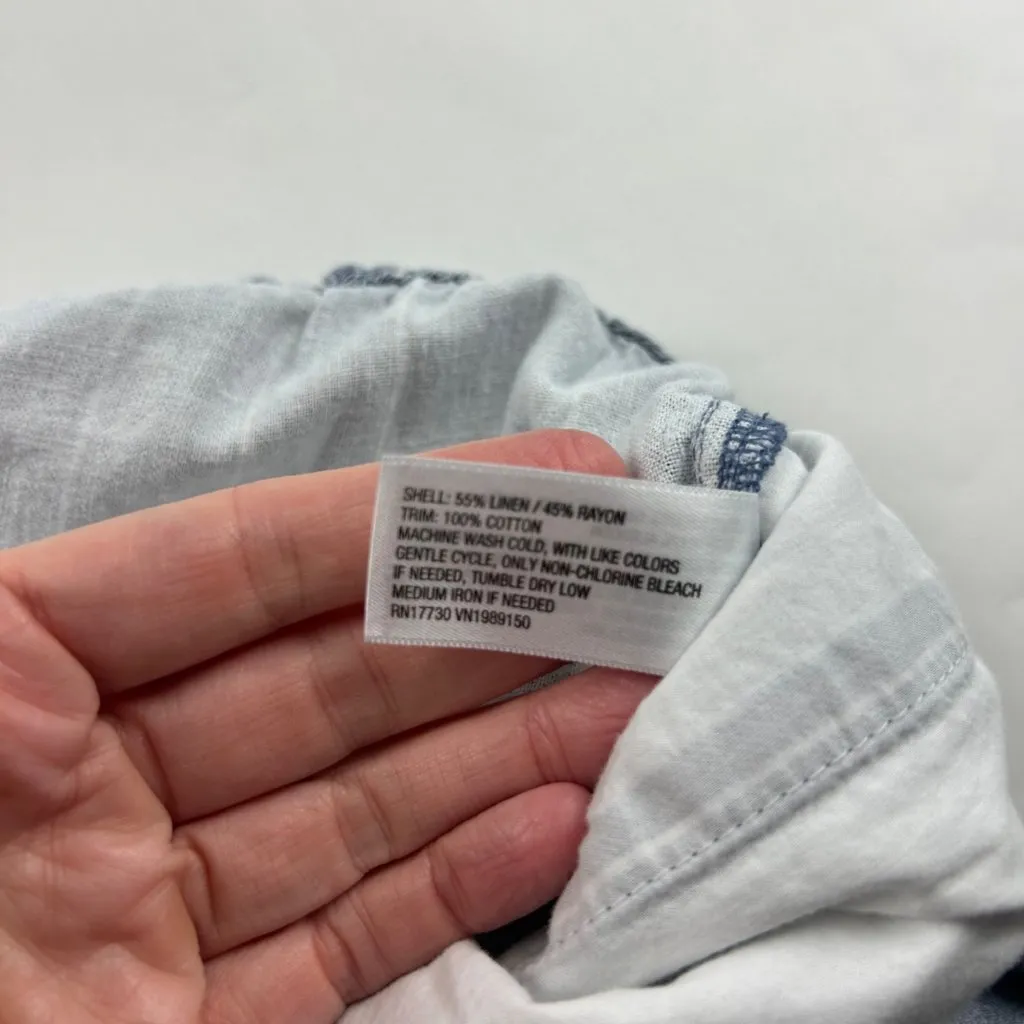 SHELL: 55% LINEN / 45% RAYON
TRIM: 100% COTTON
MACHINE WASH COLD, WITH LIKE COLORS
GENTLE CYCLE, ONLY NON-CHLORINE BLEACH
IF NEEDED, TUMBLE DRY LOW
MEDIUM IRON IF NEEDED
RN17730 VN1989150